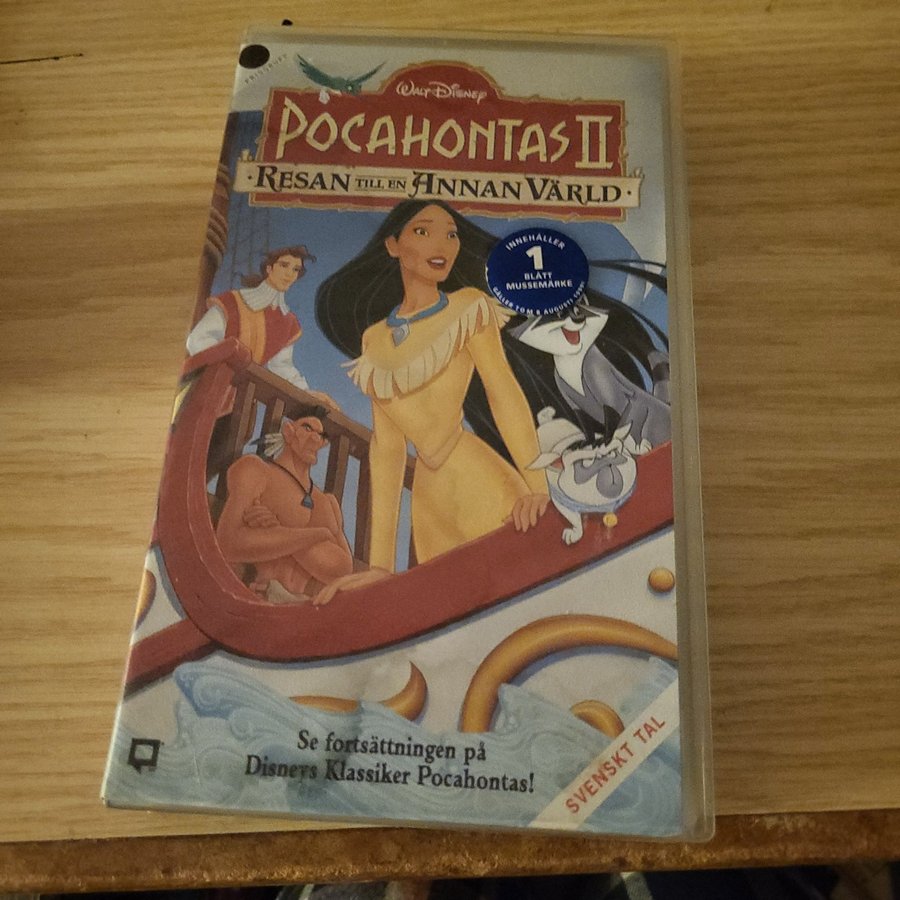 WALT DISNEY
POCAHONTAS II
RESAN TILL EN ANNAN VÄRLD
INNEHÅLLER
1
BLÅTT
MUSSEMÄRKE
Se fortsättningen på
Disneys Klassiker Pocahontas!
SVENSKT TAL